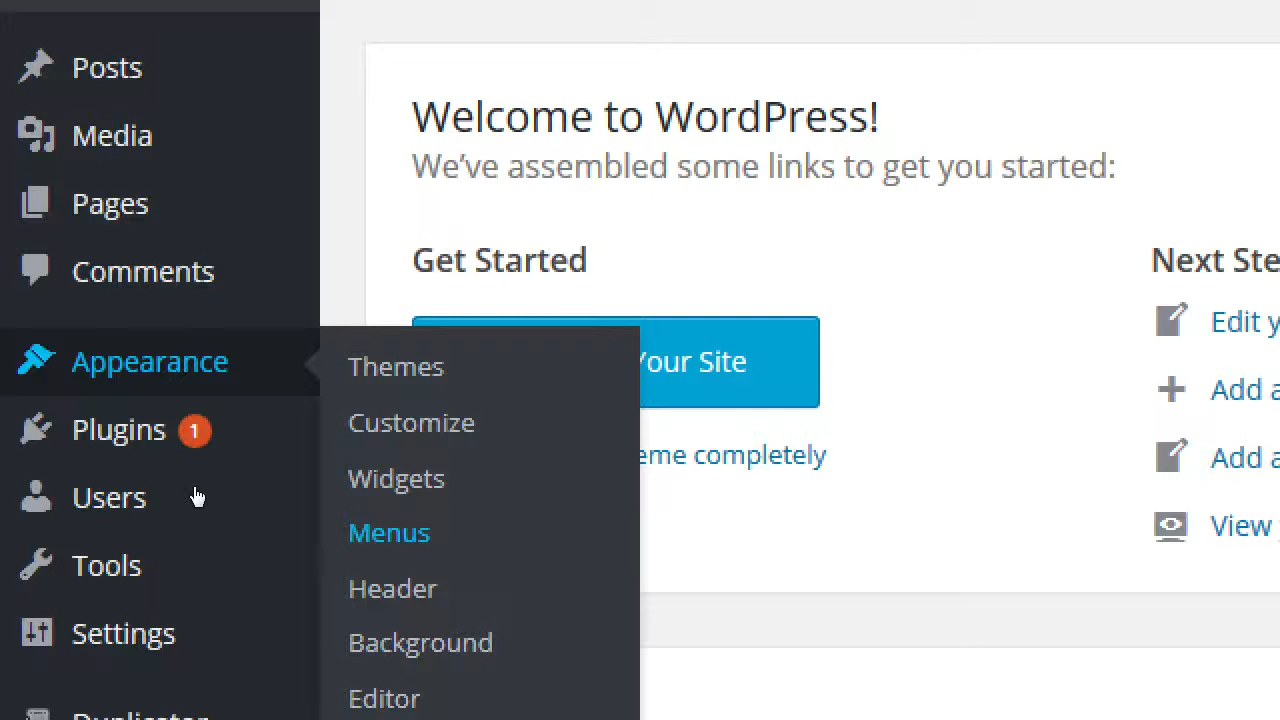 Posts
Media
Pages
Comments
Appearance
Plugins 1
Users
Tools
Settings
Themes
Customize
Widgets
Menus
Header
Background
Editor
Welcome to WordPress!
We’ve assembled some links to get you started:
Get Started
Your Site
completely
Next
Edit
Add
Add
View